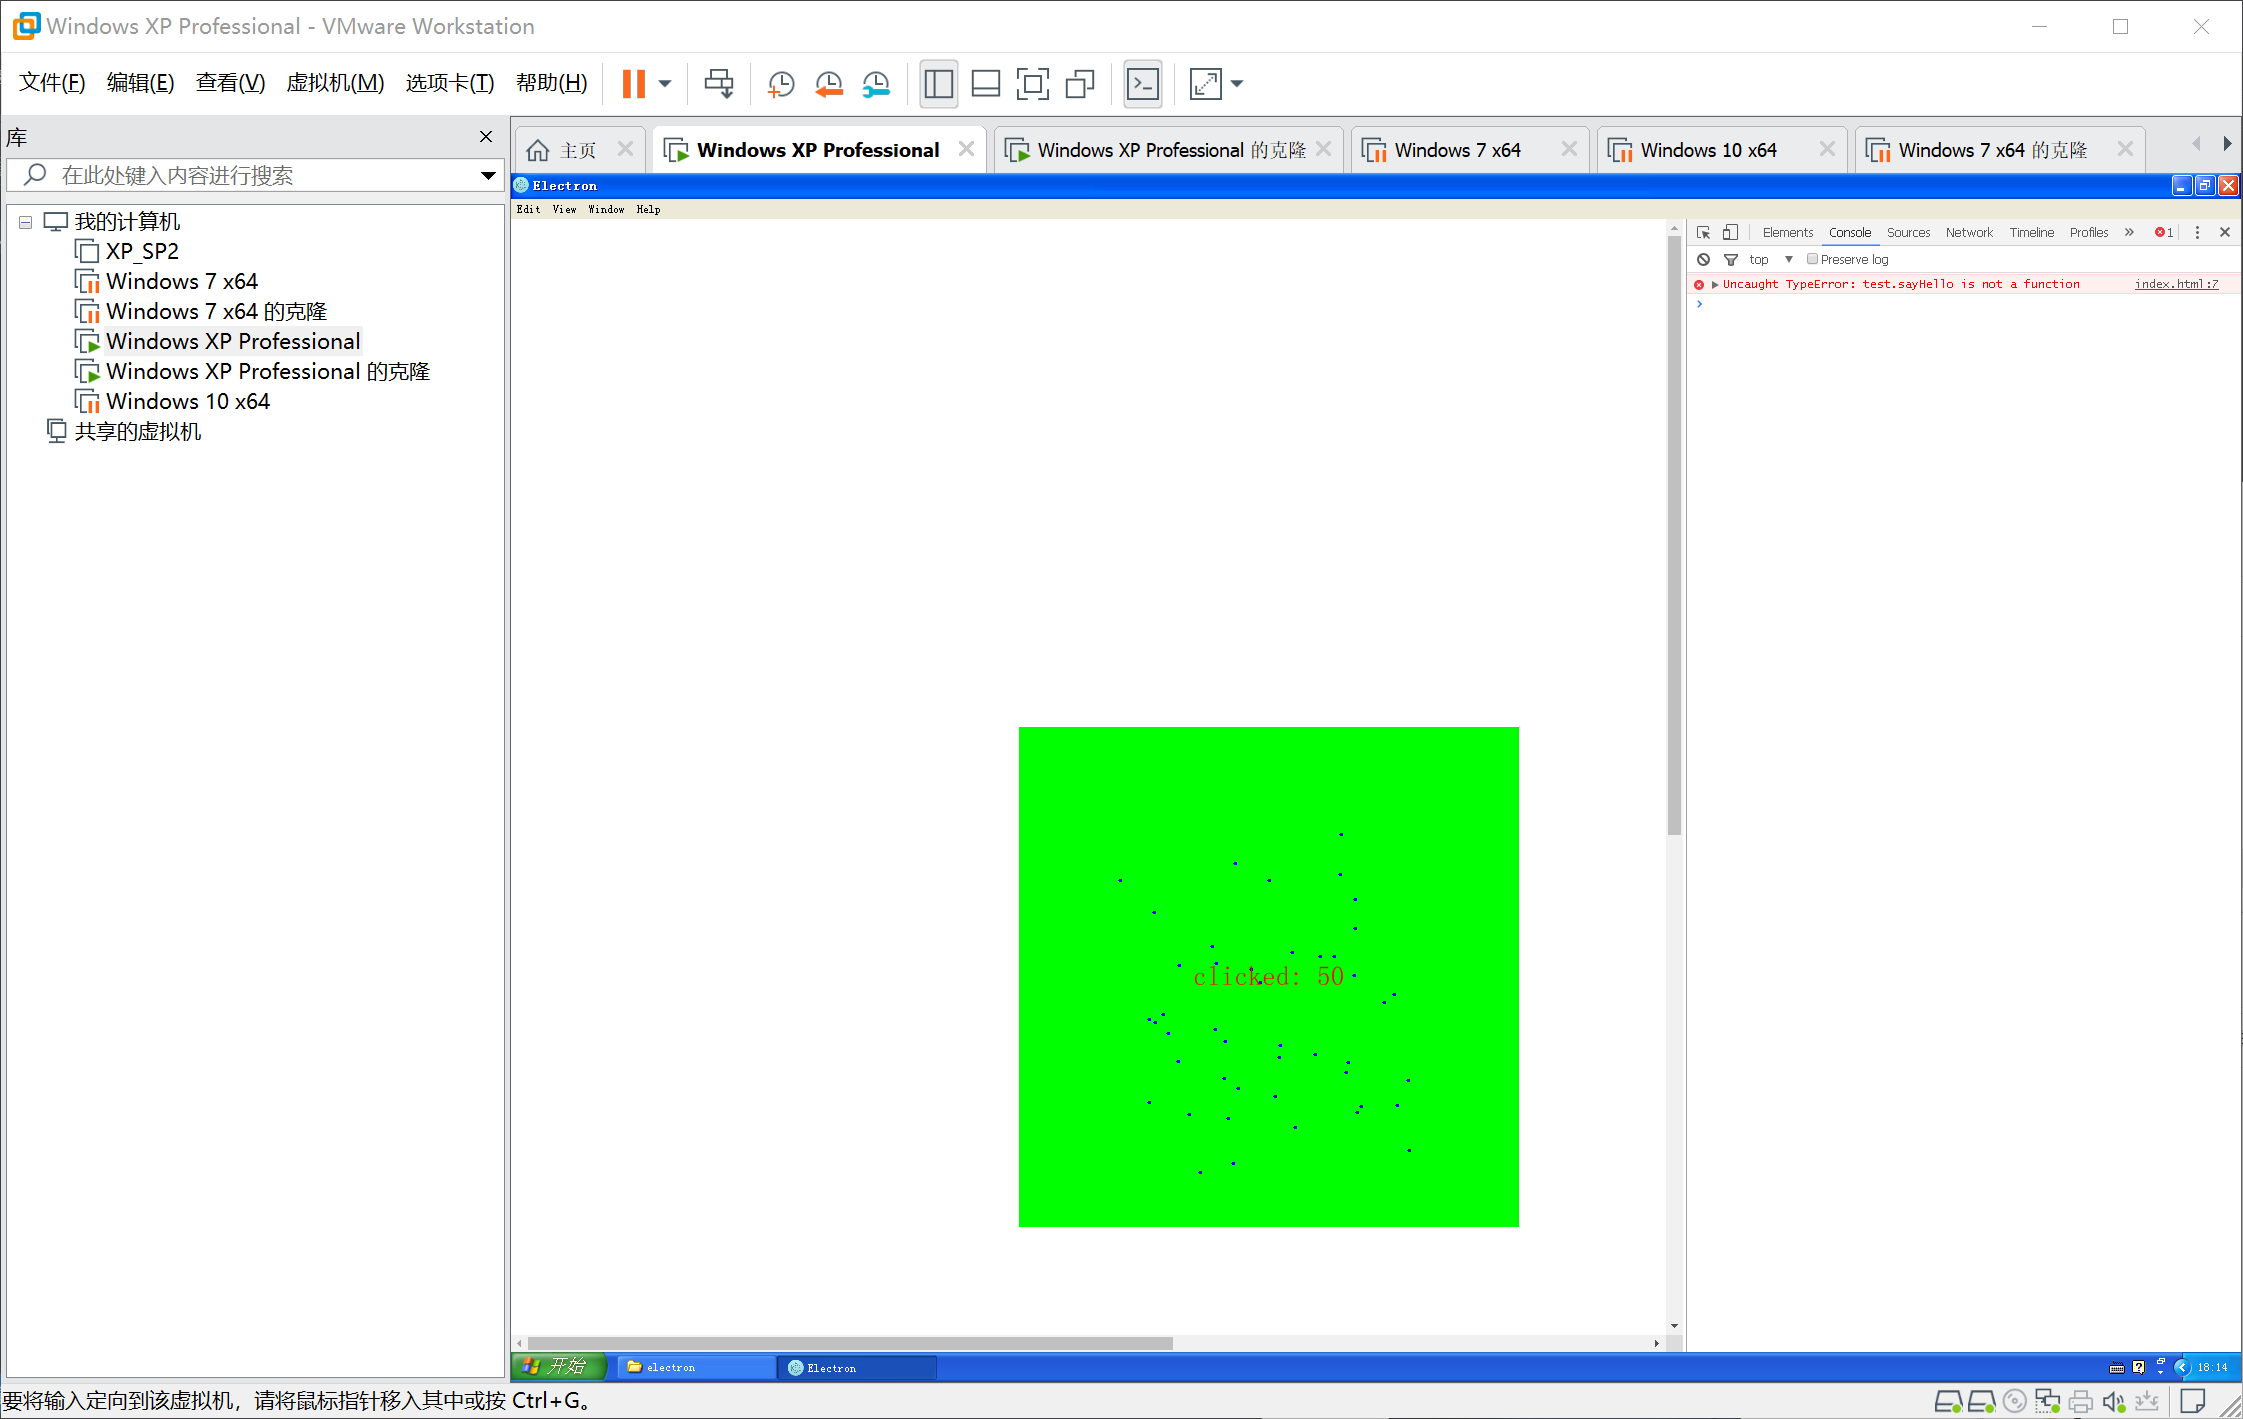 Windows XP Professional - VMware Workstation
文件(F) 编辑(E) 查看(V) 虚拟机(M) 选项卡(T) 帮助(H)
库
在此处键入内容进行搜索
我的计算机
XP_SP2
Windows 7 x64
Windows 7 x64 的克隆
Windows XP Professional
Windows XP Professional 的克隆
Windows 10 x64
共享的虚拟机
主页 Windows XP Professional Windows XP Professional 的克隆 Windows 7 x64 Windows 10 x64 Windows 7 x64 的克隆
Electron
Edit View Window Help
Elements Console Sources Network Timeline Profiles » 1
top Preserve log
Uncaught TypeError: test.sayHello is not a function index.html:7
clicked: 50
开始 electron Electron 18:14
要将输入定向到该虚拟机，请将鼠标指针移入其中或按 Ctrl+G。